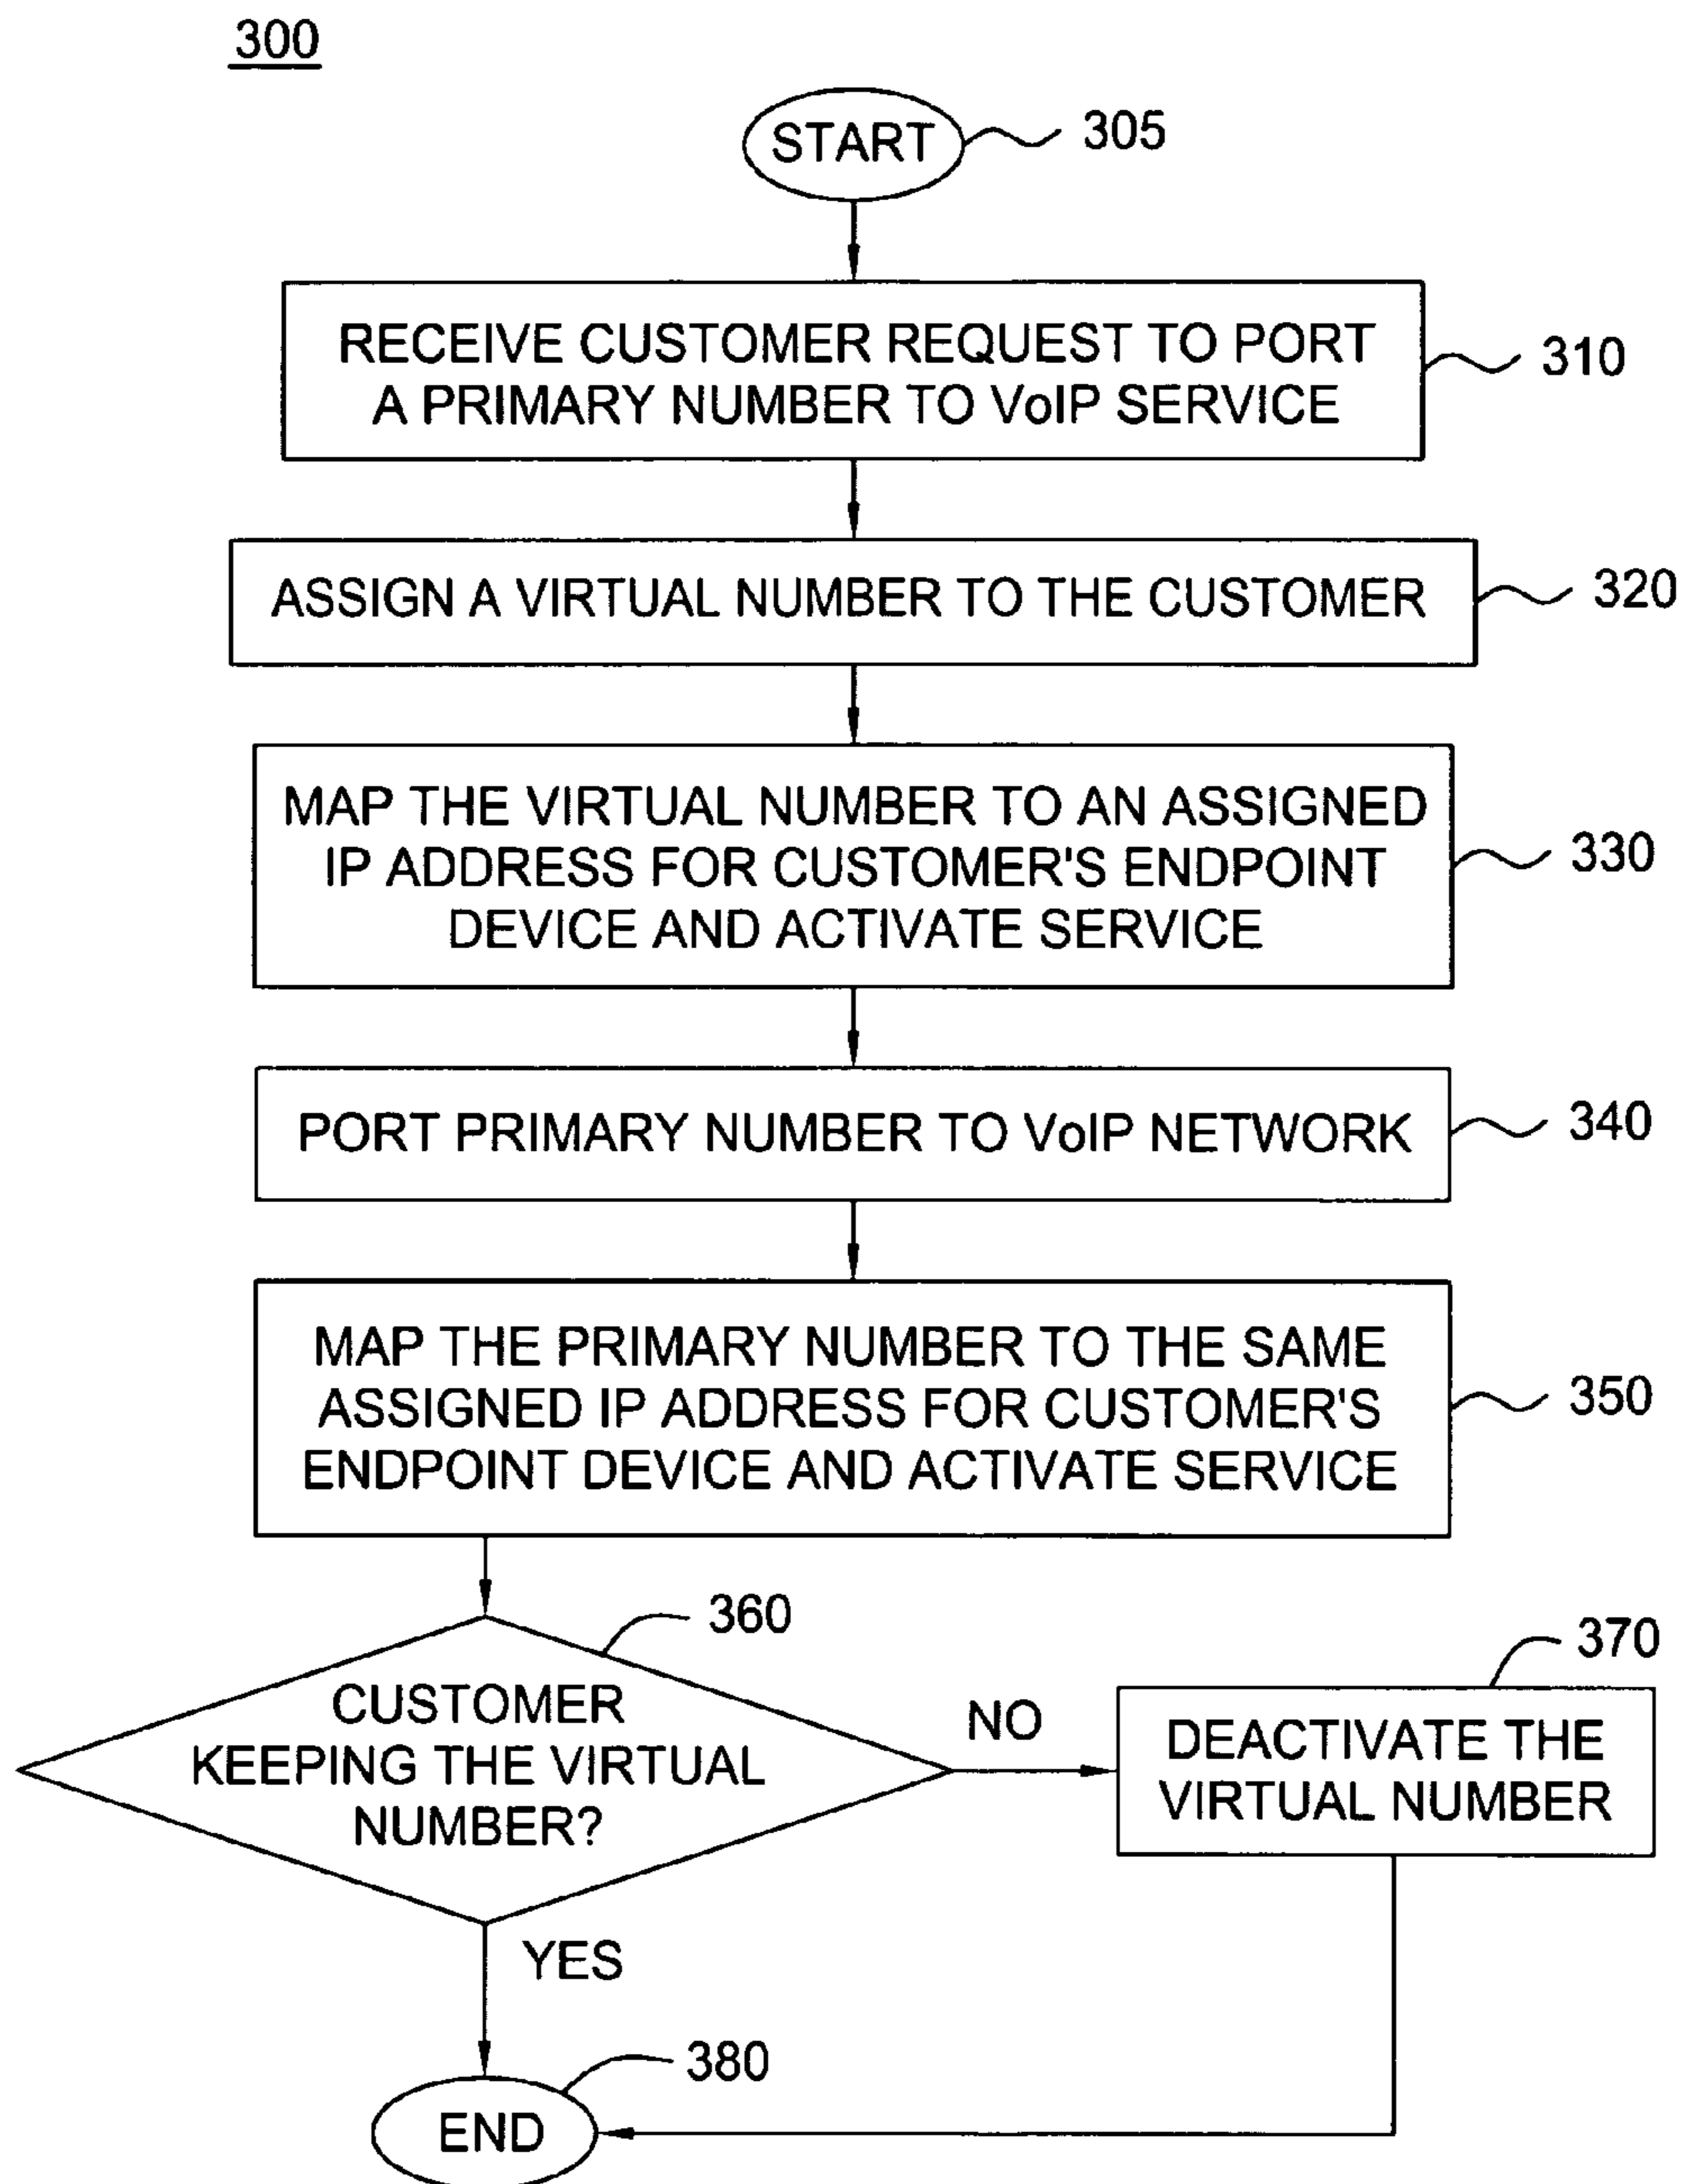 300
START
305
RECEIVE CUSTOMER REQUEST TO PORT
A PRIMARY NUMBER TO VoIP SERVICE
310
ASSIGN A VIRTUAL NUMBER TO THE CUSTOMER
320
MAP THE VIRTUAL NUMBER TO AN ASSIGNED
IP ADDRESS FOR CUSTOMER'S ENDPOINT
DEVICE AND ACTIVATE SERVICE
330
PORT PRIMARY NUMBER TO VoIP NETWORK
340
MAP THE PRIMARY NUMBER TO THE SAME
ASSIGNED IP ADDRESS FOR CUSTOMER'S
ENDPOINT DEVICE AND ACTIVATE SERVICE
350
360
CUSTOMER
KEEPING THE VIRTUAL
NUMBER?
NO
370
DEACTIVATE THE
VIRTUAL NUMBER
YES
380
END